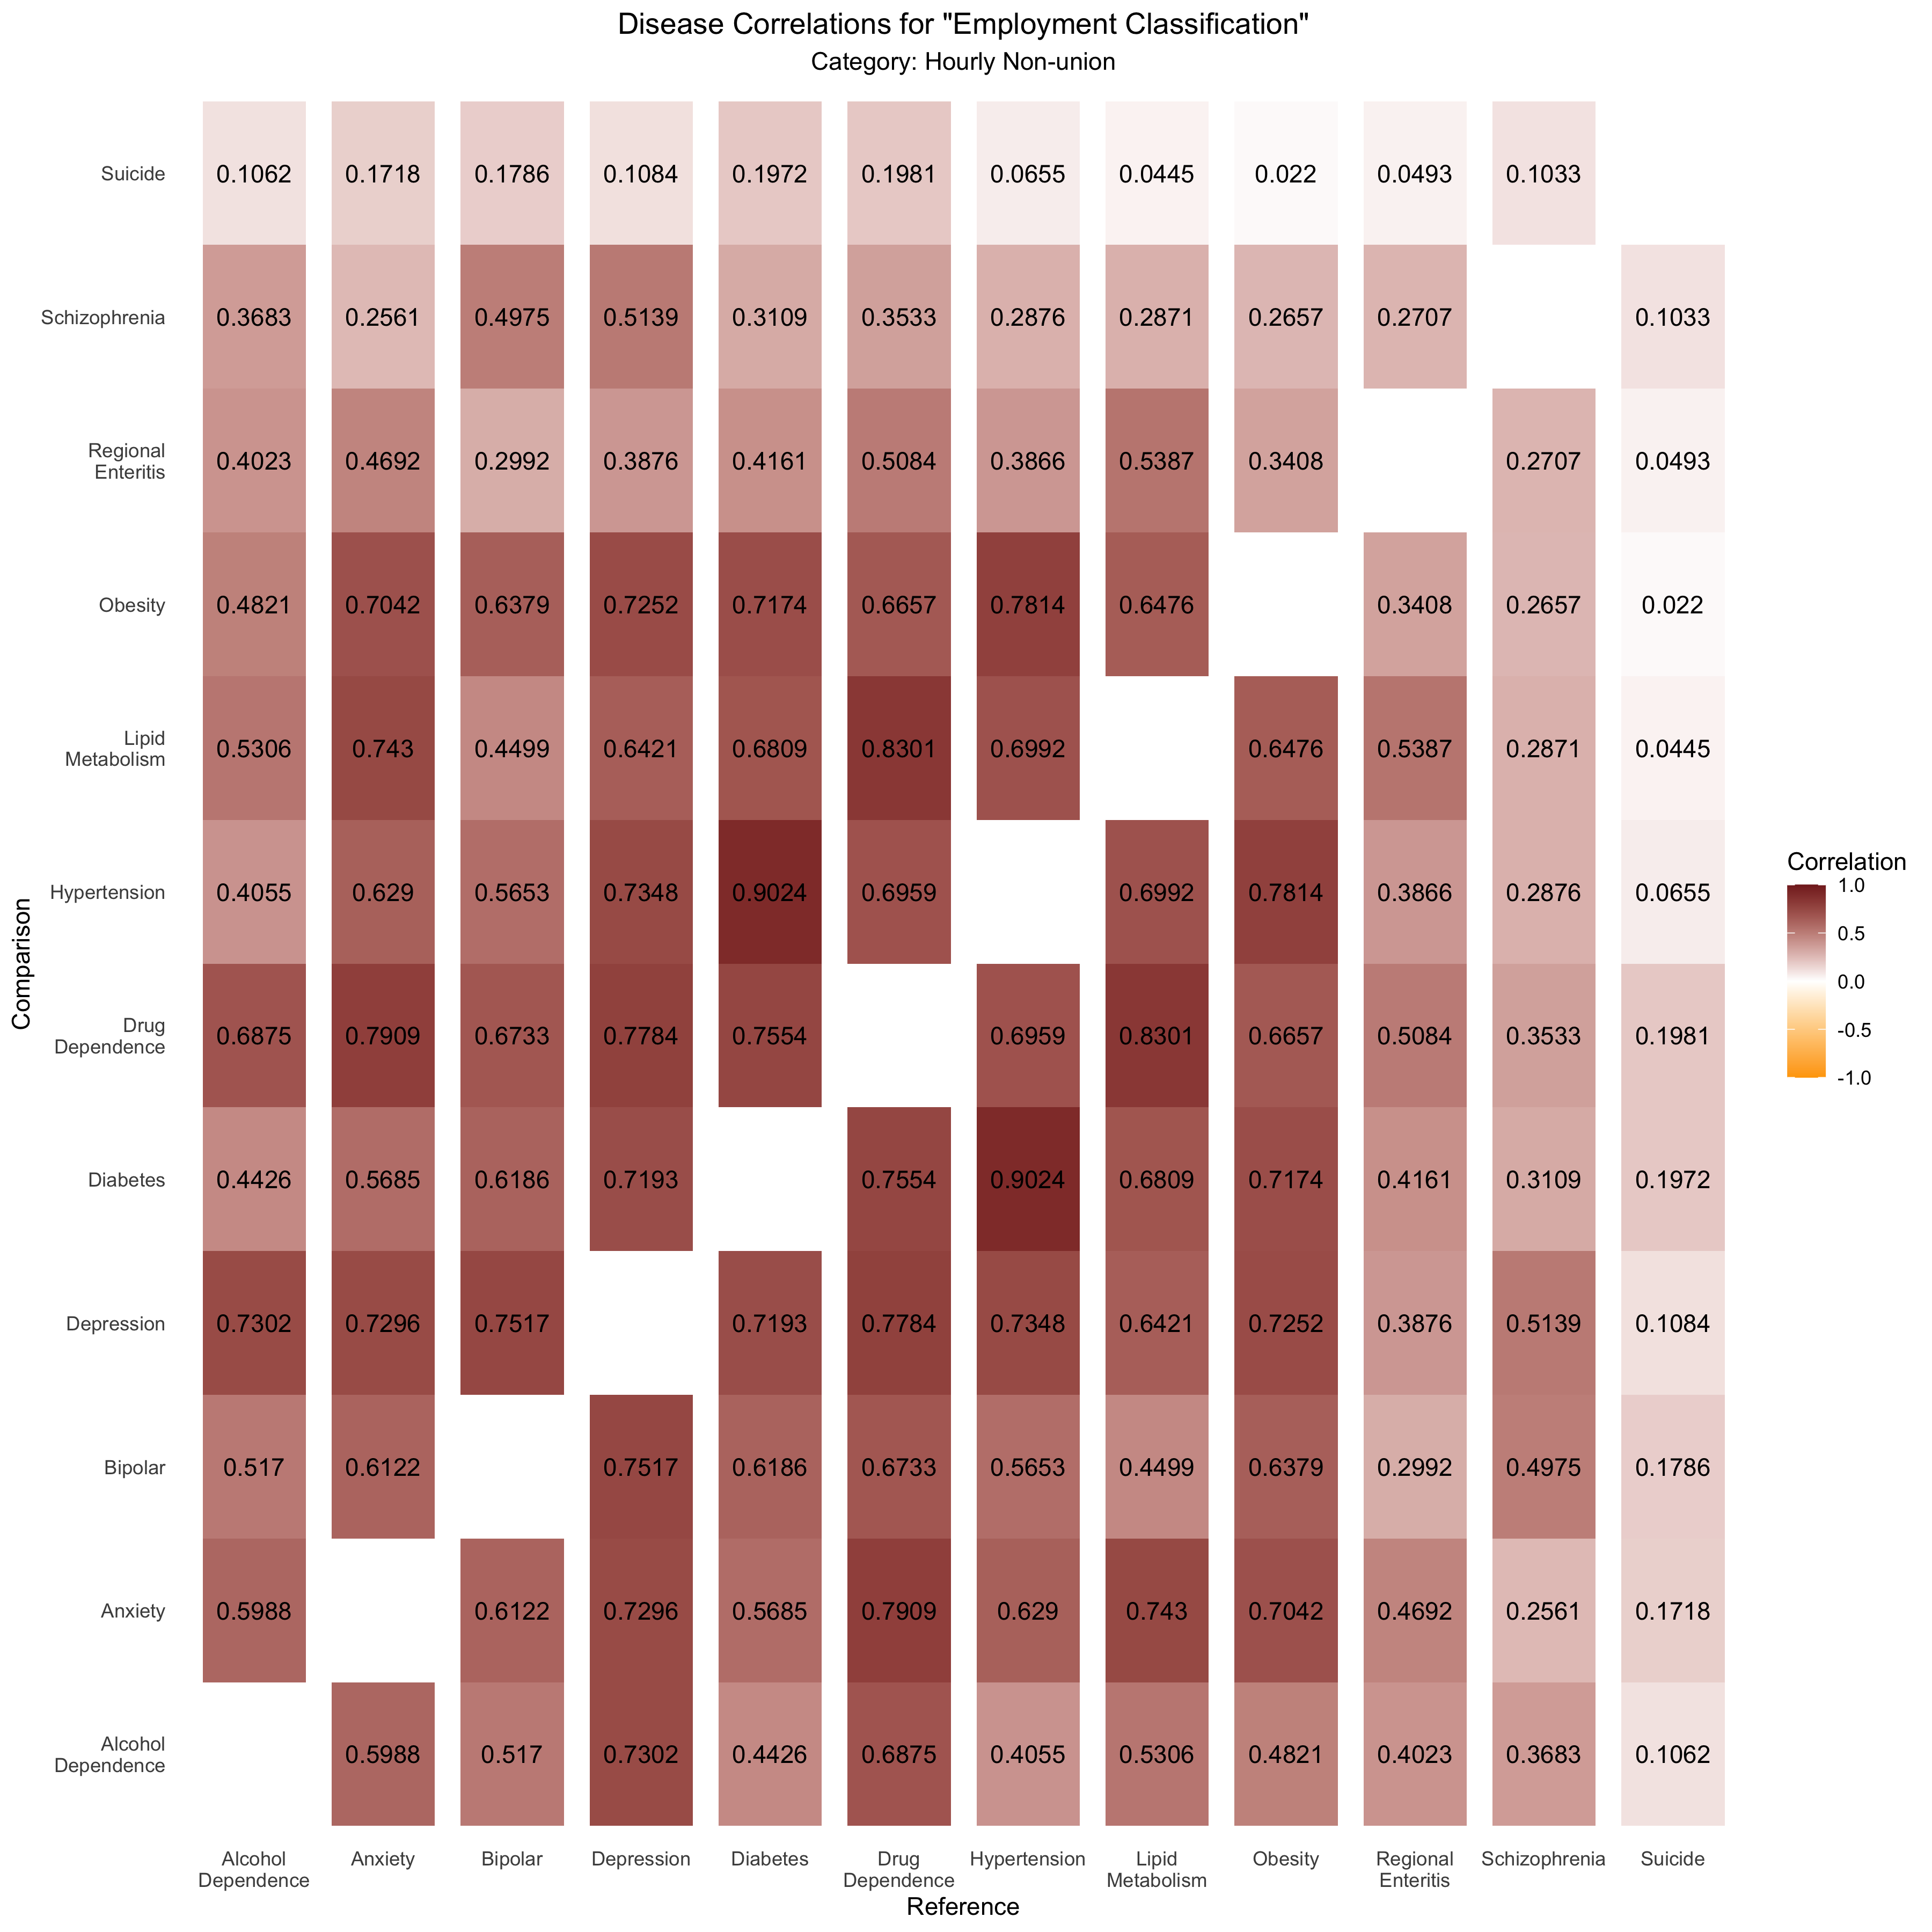 Disease Correlations for "Employment Classification"
Category: Hourly Non-union
Suicide
0.1062 0.1718 0.1786 0.1084 0.1972 0.1981 0.0655 0.0445 0.022 0.0493 0.1033
Schizophrenia
0.3683 0.2561 0.4975 0.5139 0.3109 0.3533 0.2876 0.2871 0.2657 0.2707 0.1033
Regional
Enteritis
0.4023 0.4692 0.2992 0.3876 0.4161 0.5084 0.3866 0.5387 0.3408 0.2707 0.0493
Obesity
0.4821 0.7042 0.6379 0.7252 0.7174 0.6657 0.7814 0.6476 0.3408 0.2657 0.022
Lipid
Metabolism
0.5306 0.743 0.4499 0.6421 0.6809 0.8301 0.6992 0.6476 0.5387 0.2871 0.0445
Hypertension
0.4055 0.629 0.5653 0.7348 0.9024 0.6959 0.6992 0.7814 0.3866 0.2876 0.0655
Drug
Dependence
0.6875 0.7909 0.6733 0.7784 0.7554 0.6959 0.8301 0.6657 0.5084 0.3533 0.1981
Diabetes
0.4426 0.5685 0.6186 0.7193 0.7554 0.9024 0.6809 0.7174 0.4161 0.3109 0.1972
Depression
0.7302 0.7296 0.7517 0.7193 0.7784 0.7348 0.6421 0.7252 0.3876 0.5139 0.1084
Bipolar
0.517 0.6122 0.7517 0.6186 0.6733 0.5653 0.4499 0.6379 0.2992 0.4975 0.1786
Anxiety
0.5988 0.6122 0.7296 0.5685 0.7909 0.629 0.743 0.7042 0.4692 0.2561 0.1718
Alcohol
Dependence
0.5988 0.517 0.7302 0.4426 0.6875 0.4055 0.5306 0.4821 0.4023 0.3683 0.1062
Comparison
Alcohol
Dependence
Anxiety
Bipolar
Depression
Diabetes
Drug
Dependence
Hypertension
Lipid
Metabolism
Obesity
Regional
Enteritis
Schizophrenia
Suicide
Reference
Correlation
1.0
0.5
0.0
-0.5
-1.0